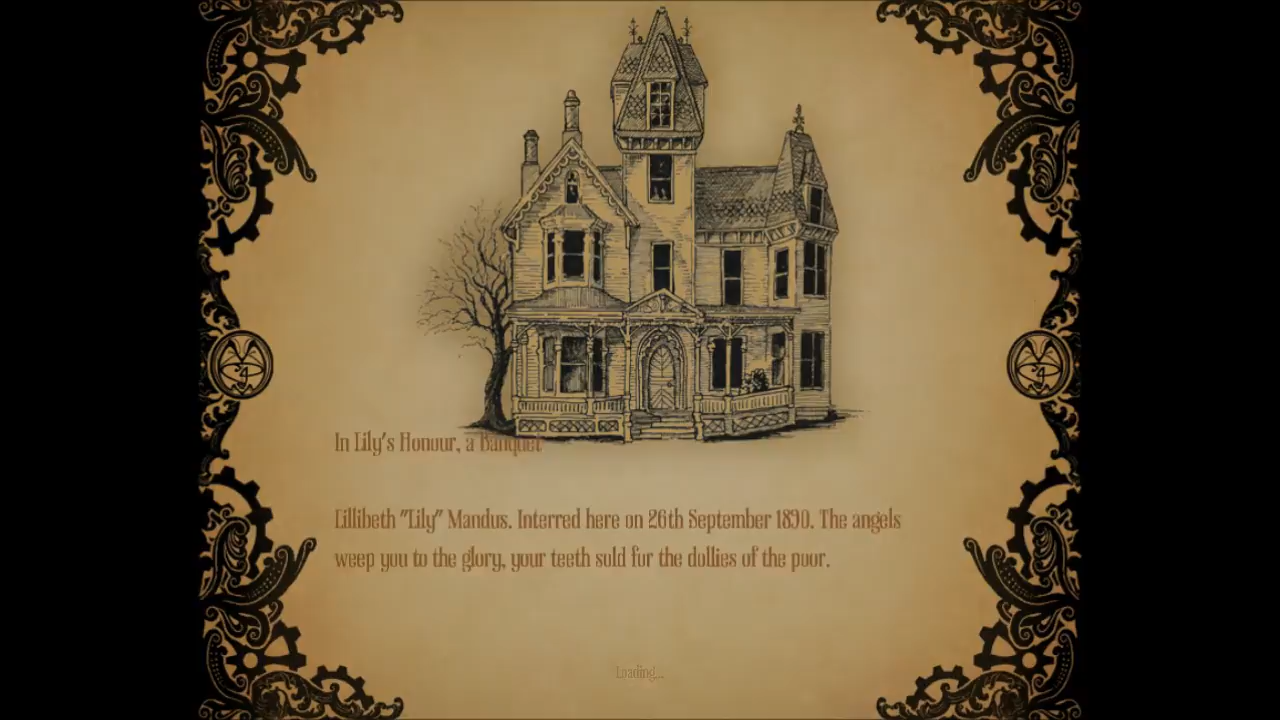 In Lily's Honour, a Banquet
Lillibeth "Lily" Mandus. Interred here on 26th September 1890. The angels
weep you to the glory, your teeth sold for the dollies of the poor.
Loading...